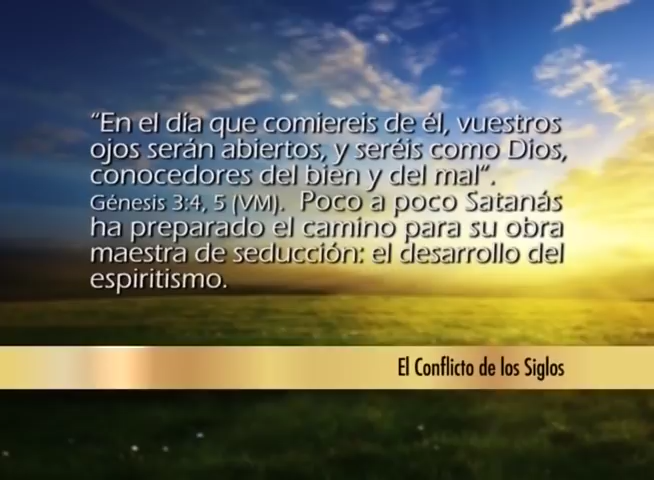 “En el día que comiereis de él, vuestros
ojos serán abiertos, y seréis como Dios,
conocedores del bien y del mal“.
Génesis 3:4, 5 (VM). Poco a poco Satanás
ha preparado el camino para su obra
maestra de seducción: el desarrollo del
espiritismo.
El Conflicto de los Siglos